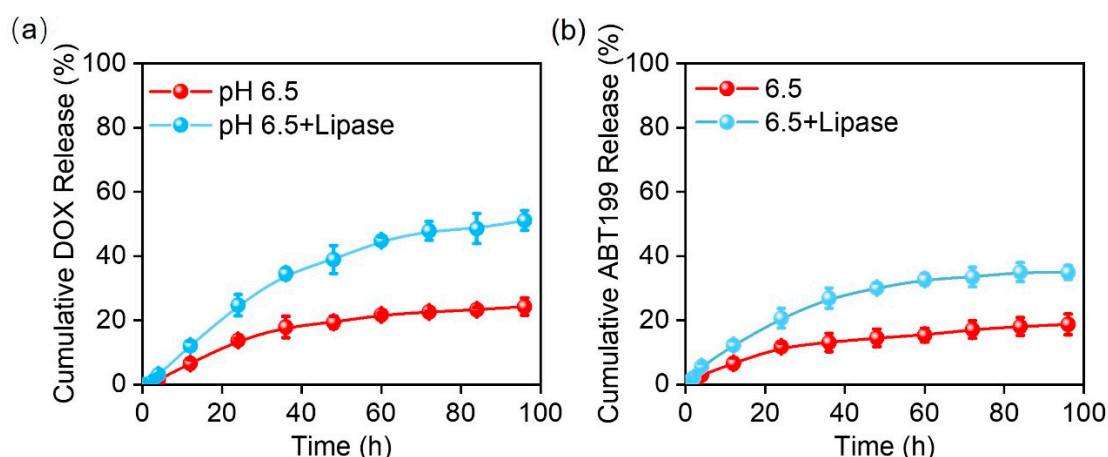 (a)
Cumulative DOX Release (%)
100
80
60
40
20
0
pH 6.5
pH 6.5+Lipase
0 20 40 60 80 100
Time (h)
(b)
Cumulative ABT199 Release (%)
100
80
60
40
20
0
6.5
6.5+Lipase
0 20 40 60 80 100
Time (h)